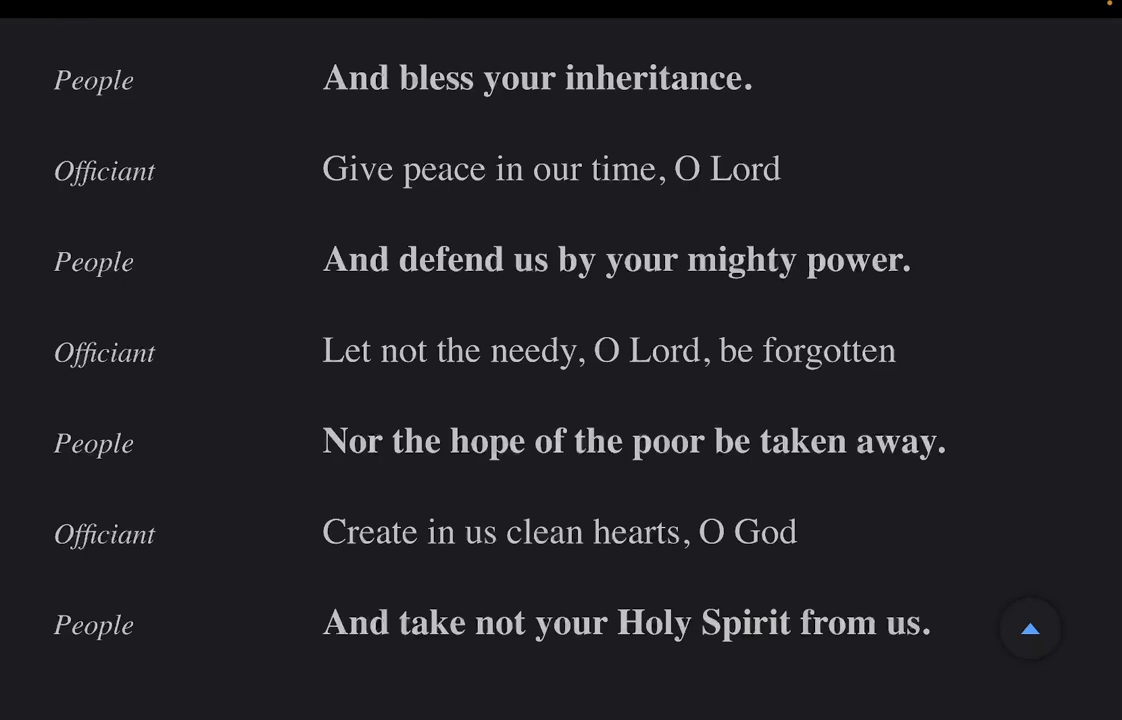 People And bless your inheritance.
Officiant Give peace in our time, O Lord
People And defend us by your mighty power.
Officiant Let not the needy, O Lord, be forgotten
People Nor the hope of the poor be taken away.
Officiant Create in us clean hearts, O God
People And take not your Holy Spirit from us.